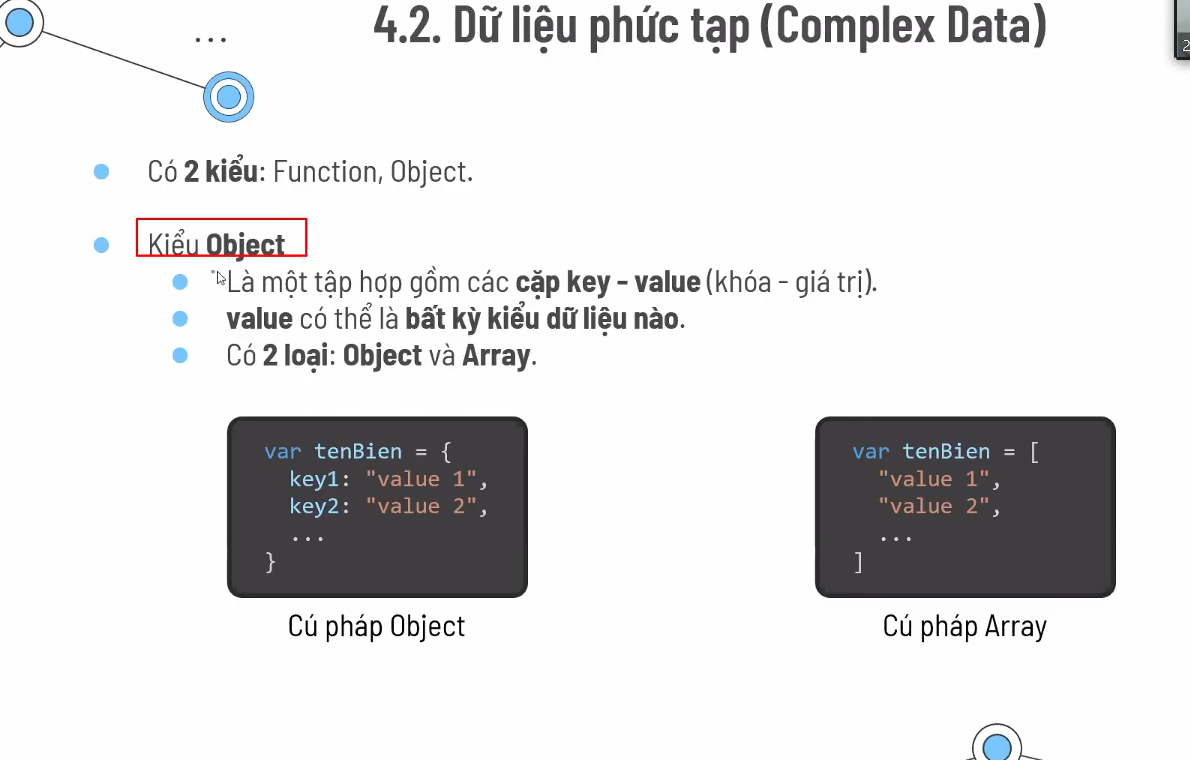 ...
4.2. Dữ liệu phức tạp (Complex Data)
2
Có 2 kiểu: Function, Object.
Kiểu Object
Là một tập hợp gồm các cặp key - value (khóa - giá trị).
value có thể là bất kỳ kiểu dữ liệu nào.
Có 2 loại: Object và Array.
var tenBien = {
key1: "value 1",
key2: "value 2",
...
}
Cú pháp Object
var tenBien = [
"value 1",
"value 2",
...
]
Cú pháp Array